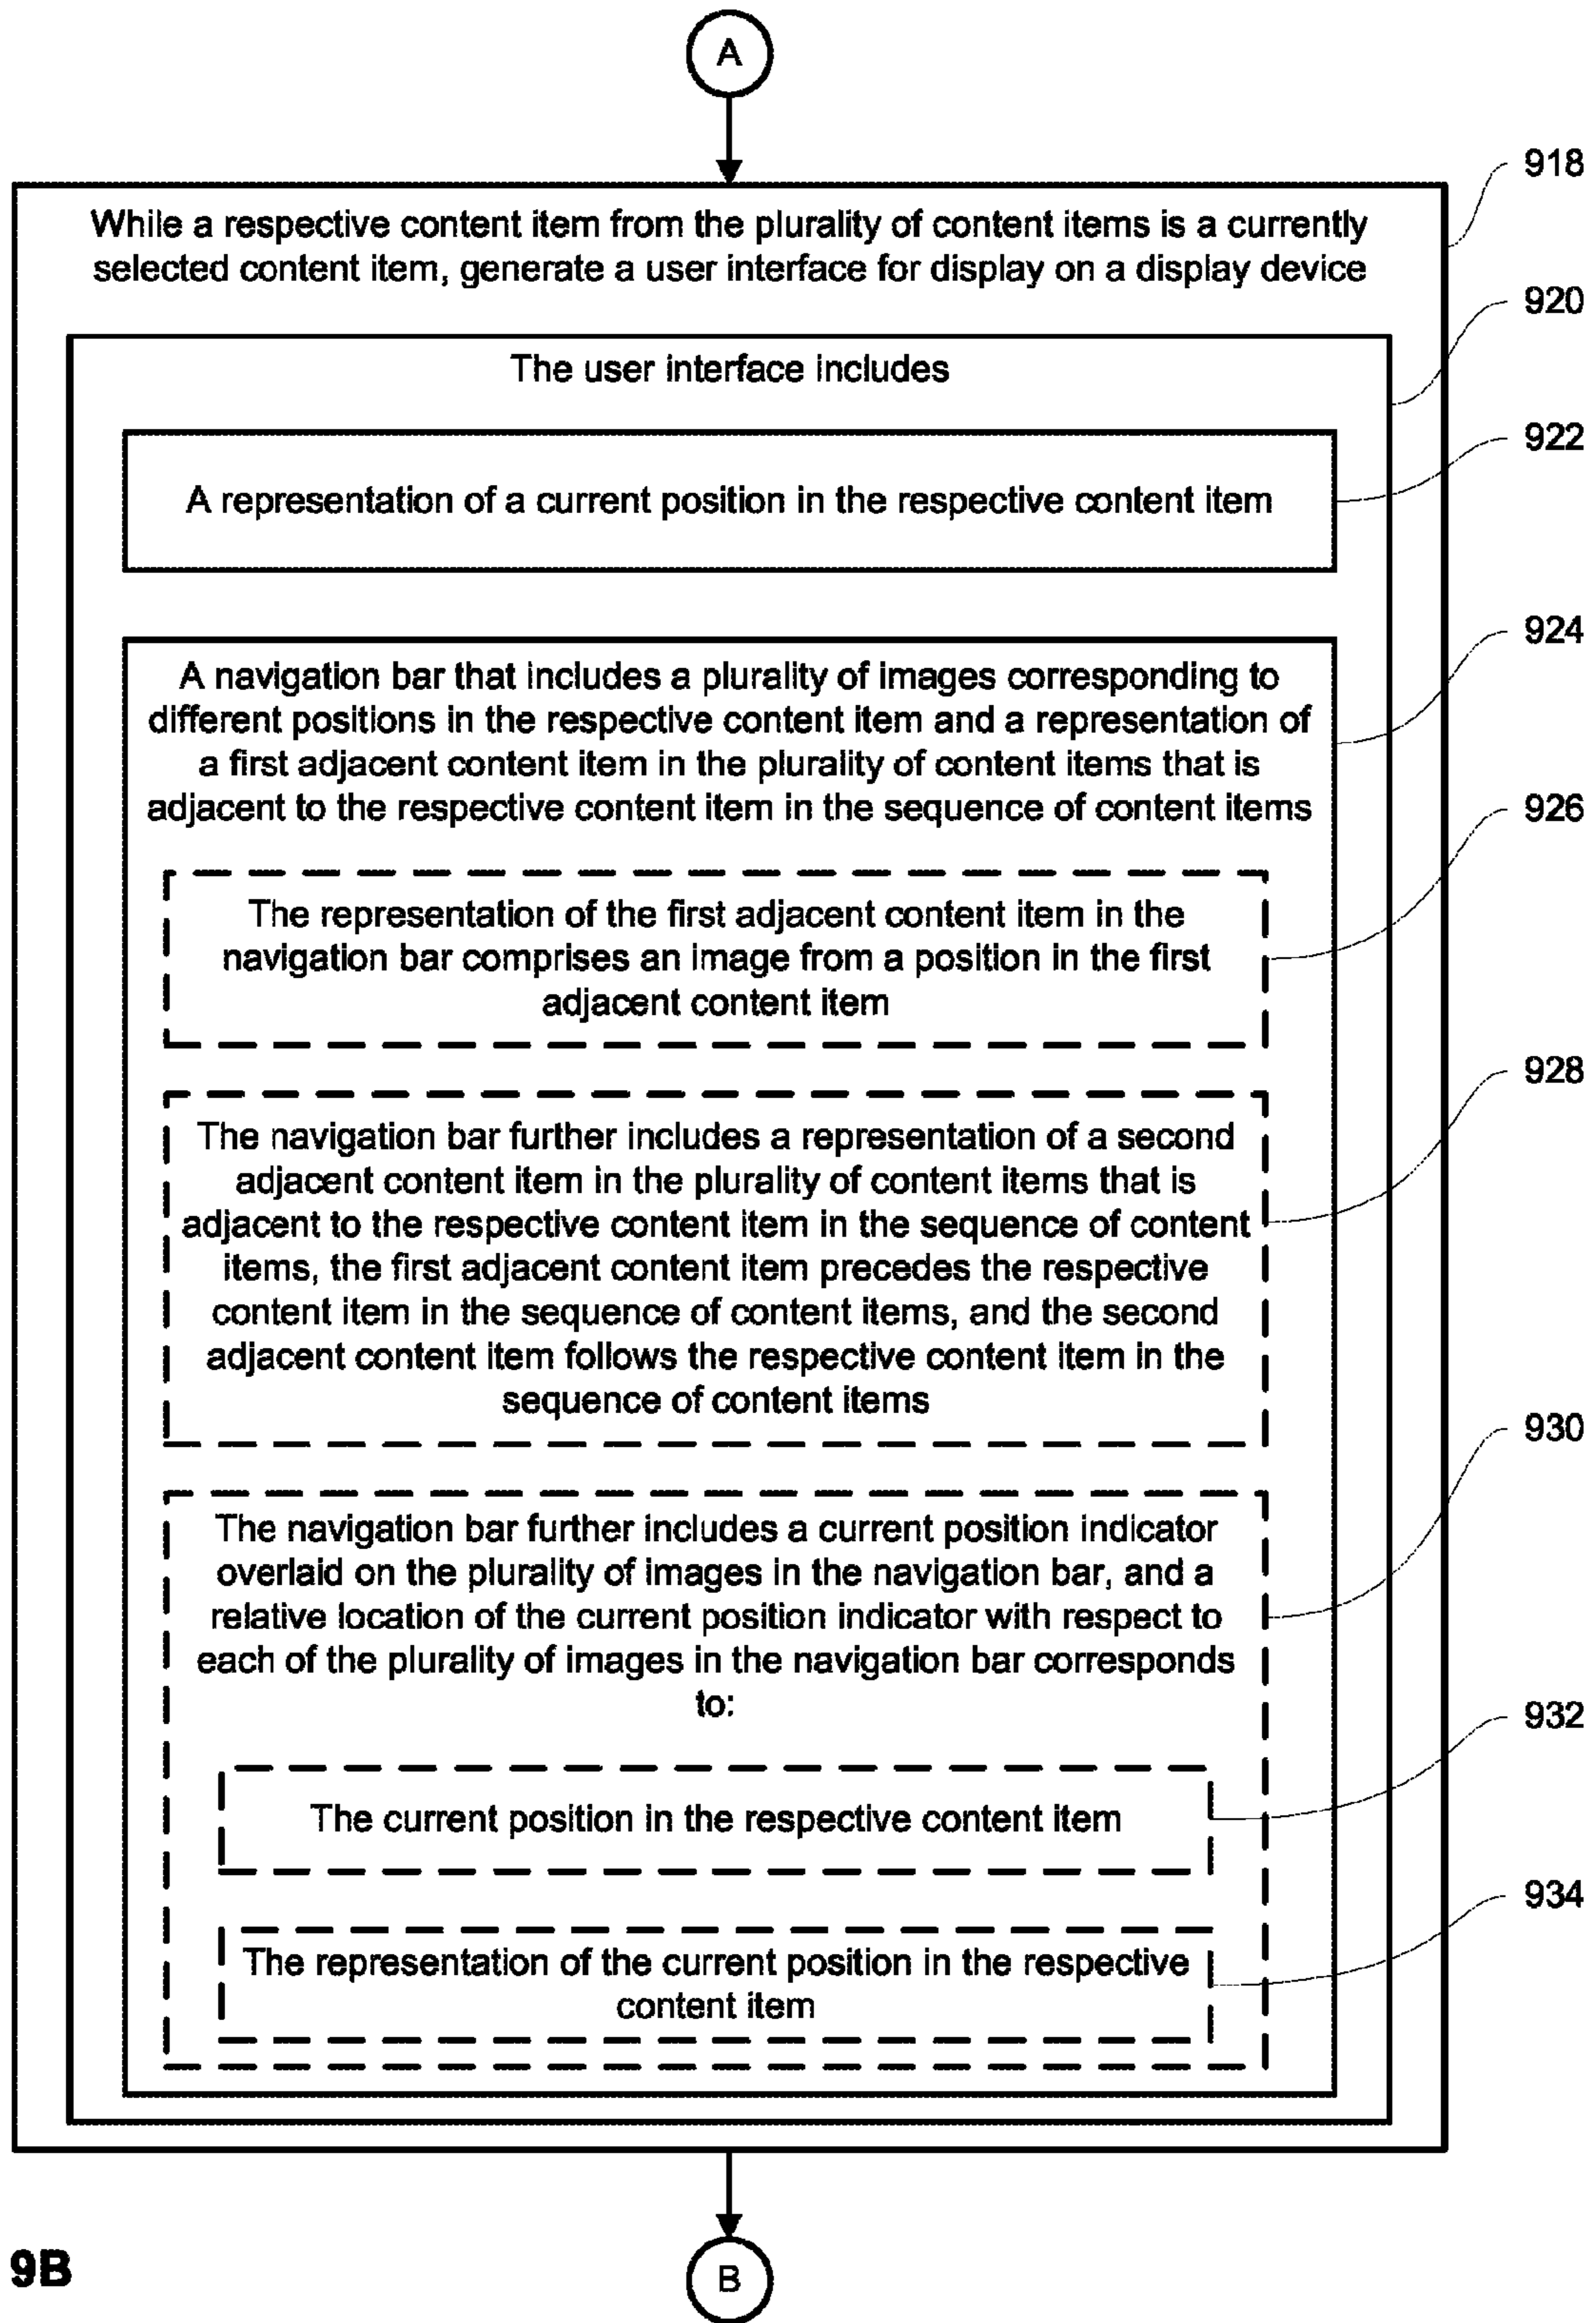 A
918
While a respective content item from the plurality of content items is a currently
selected content item, generate a user interface for display on a display device
920
The user interface includes
922
A representation of a current position in the respective content item
924
A navigation bar that includes a plurality of images corresponding to
different positions in the respective content item and a representation of
a first adjacent content item in the plurality of content items that is
adjacent to the respective content item in the sequence of content items
926
The representation of the first adjacent content item in the
navigation bar comprises an image from a position in the first
adjacent content item
928
The navigation bar further includes a representation of a second
adjacent content item in the plurality of content items that is
adjacent to the respective content item in the sequence of content
items, the first adjacent content item precedes the respective
content item in the sequence of content items, and the second
adjacent content item follows the respective content item in the
sequence of content items
930
The navigation bar further includes a current position indicator
overlaid on the plurality of images in the navigation bar, and a
relative location of the current position indicator with respect to
each of the plurality of images in the navigation bar corresponds
to:
932
The current position in the respective content item
934
The representation of the current position in the respective
content item
9B
B